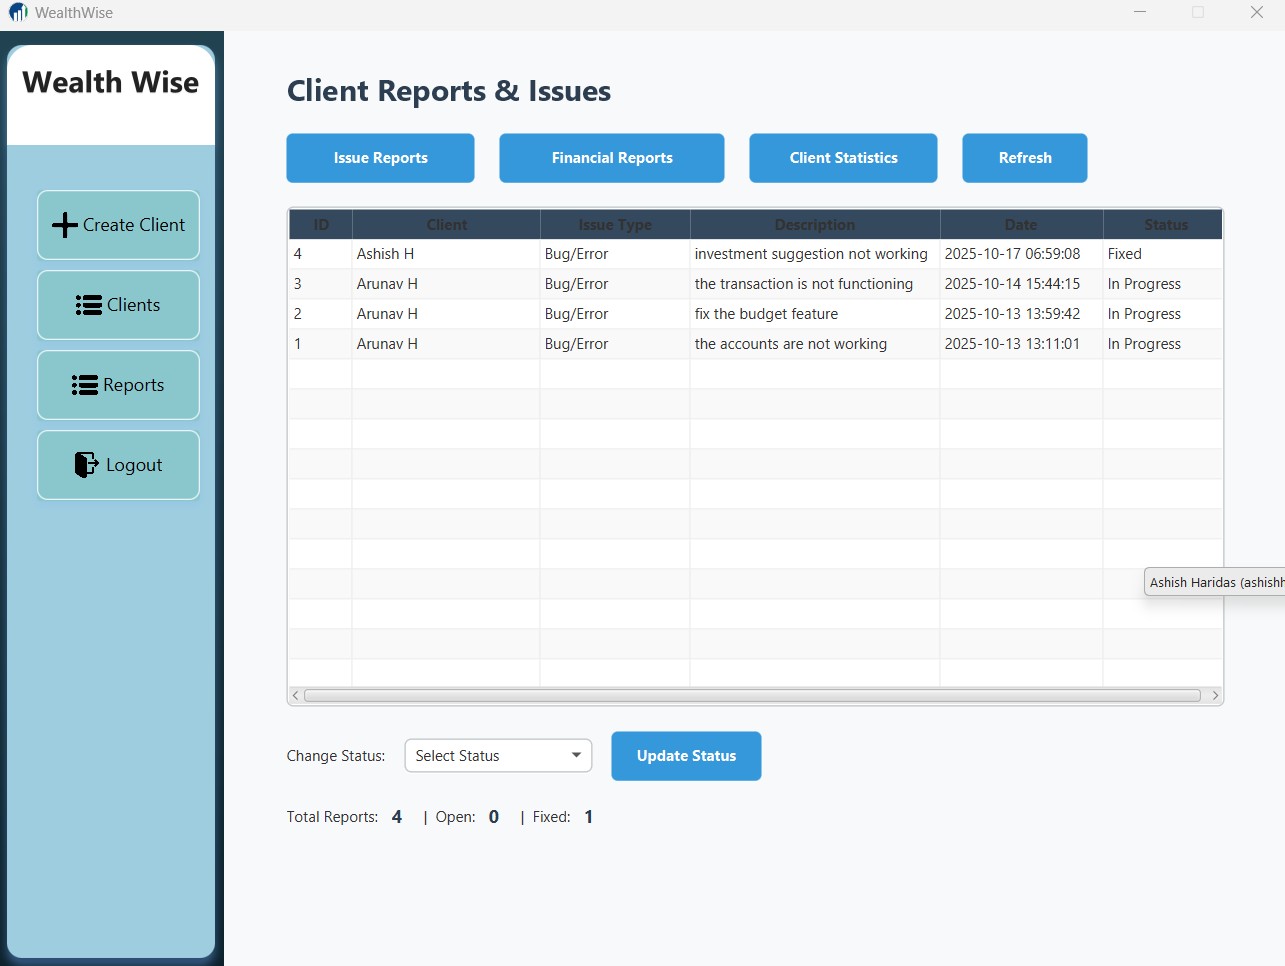 WealthWise
Wealth Wise
Create Client
Clients
Reports
Logout
Client Reports & Issues
Issue Reports Financial Reports Client Statistics Refresh
ID Client Issue Type Description Date Status
4 Ashish H Bug/Error investment suggestion not working 2025-10-17 06:59:08 Fixed
3 Arunav H Bug/Error the transaction is not functioning 2025-10-14 15:44:15 In Progress
2 Arunav H Bug/Error fix the budget feature 2025-10-13 13:59:42 In Progress
1 Arunav H Bug/Error the accounts are not working 2025-10-13 13:11:01 In Progress
Ashish Haridas (ashishh
Change Status: Select Status Update Status
Total Reports: 4 | Open: 0 | Fixed: 1